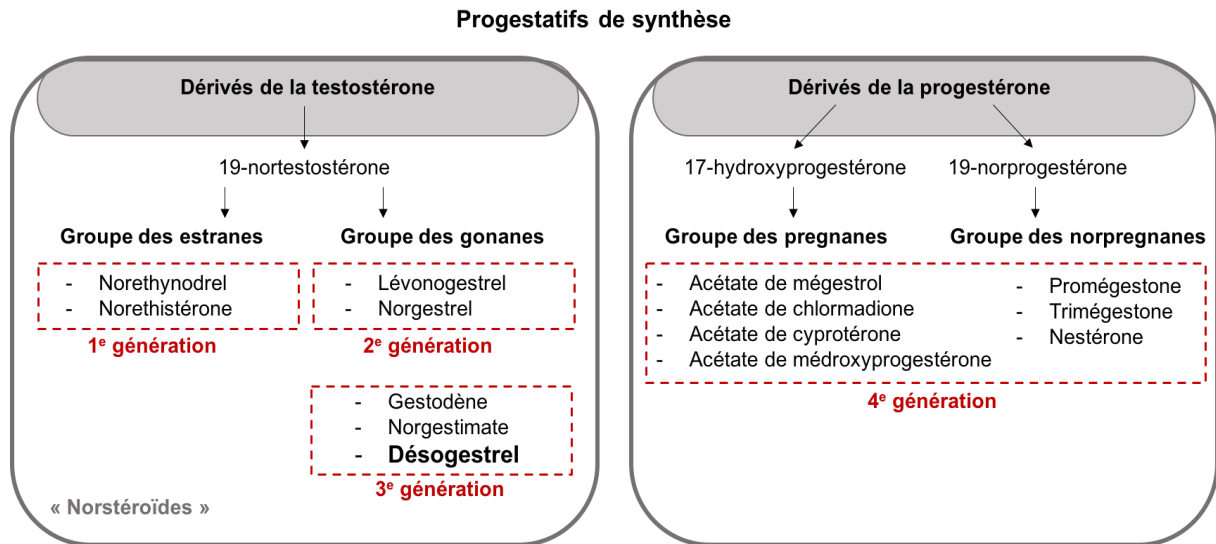 Progestatifs de synthèse
Dérivés de la testostérone
19-nortestostérone
Groupe des estranes
- Norethynodrel
- Norethistérone
1e génération
Groupe des gonanes
- Lévonogestrel
- Norgestrel
2e génération
- Gestodène
- Norgestimate
- Désogestrel
3e génération
« Norstéroïdes »
Dérivés de la progestérone
17-hydroxyprogestérone
19-norprogestérone
Groupe des pregnanes
- Acétate de mégestrol
- Acétate de chlormadione
- Acétate de cyprotérone
- Acétate de médroxyprogestérone
Groupe des norpregnanes
- Promégestone
- Trimégestone
- Nestérone
4e génération